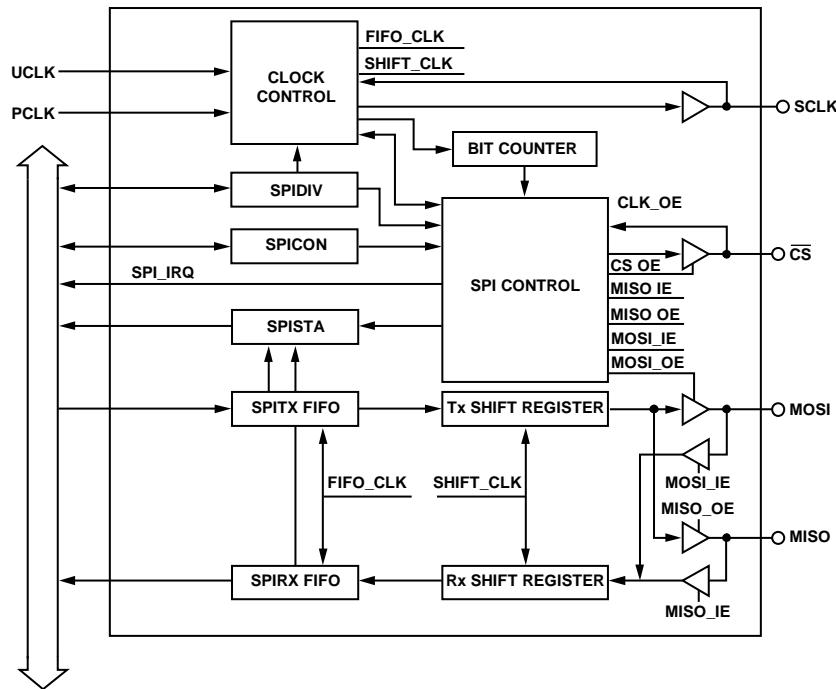 FIFO_CLK
SHIFT_CLK
UCLK
CLOCK
CONTROL
PCLK
SCLK
BIT COUNTER
SPIDIV
CLK_OE
SPICON
CS
CS OE
SPI_IRQ
SPI CONTROL
MISO IE
MISO OE
SPISTA
MOSI_IE
MOSI_OE
SPITX FIFO
Tx SHIFT REGISTER
MOSI
FIFO_CLK
SHIFT_CLK
MOSI_IE
MISO_OE
MISO
SPIRX FIFO
Rx SHIFT REGISTER
MISO_IE